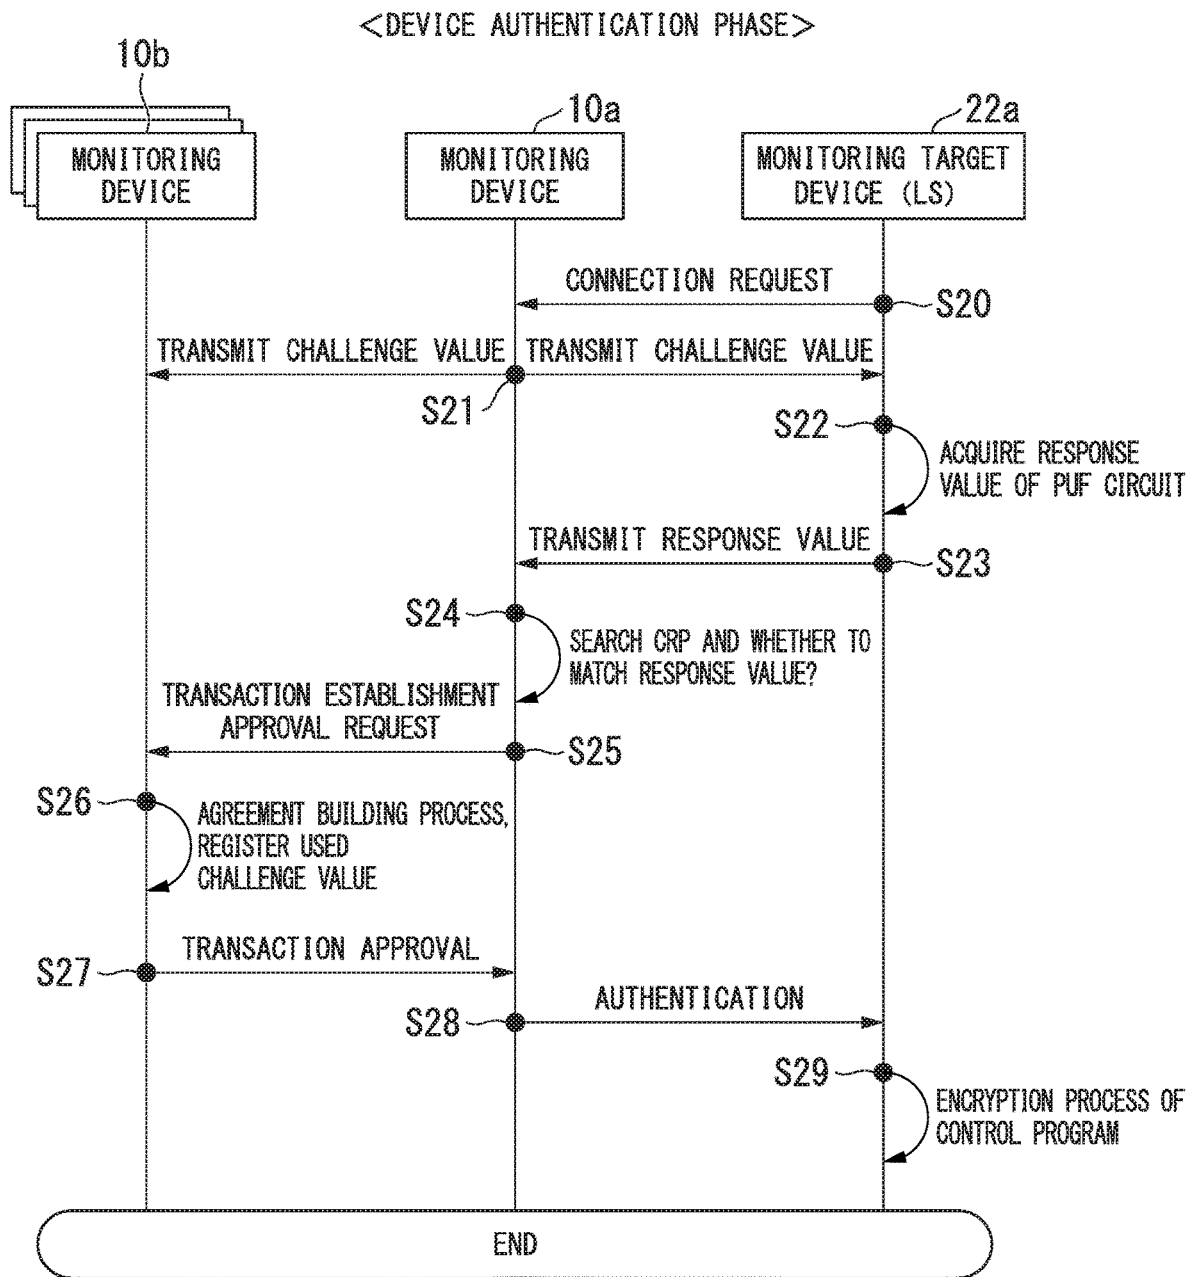 <DEVICE AUTHENTICATION PHASE>
10b
10a
22a
MONITORING
DEVICE
MONITORING
DEVICE
MONITORING TARGET
DEVICE (LS)
CONNECTION REQUEST
S20
TRANSMIT CHALLENGE VALUE
TRANSMIT CHALLENGE VALUE
S21
S22
ACQUIRE RESPONSE
VALUE OF PUF CIRCUIT
TRANSMIT RESPONSE VALUE
S23
S24
SEARCH CRP AND WHETHER TO
MATCH RESPONSE VALUE?
TRANSACTION ESTABLISHMENT
APPROVAL REQUEST
S25
S26
AGREEMENT BUILDING PROCESS,
REGISTER USED
CHALLENGE VALUE
TRANSACTION APPROVAL
S27
AUTHENTICATION
S28
S29
ENCRYPTION PROCESS OF
CONTROL PROGRAM
END